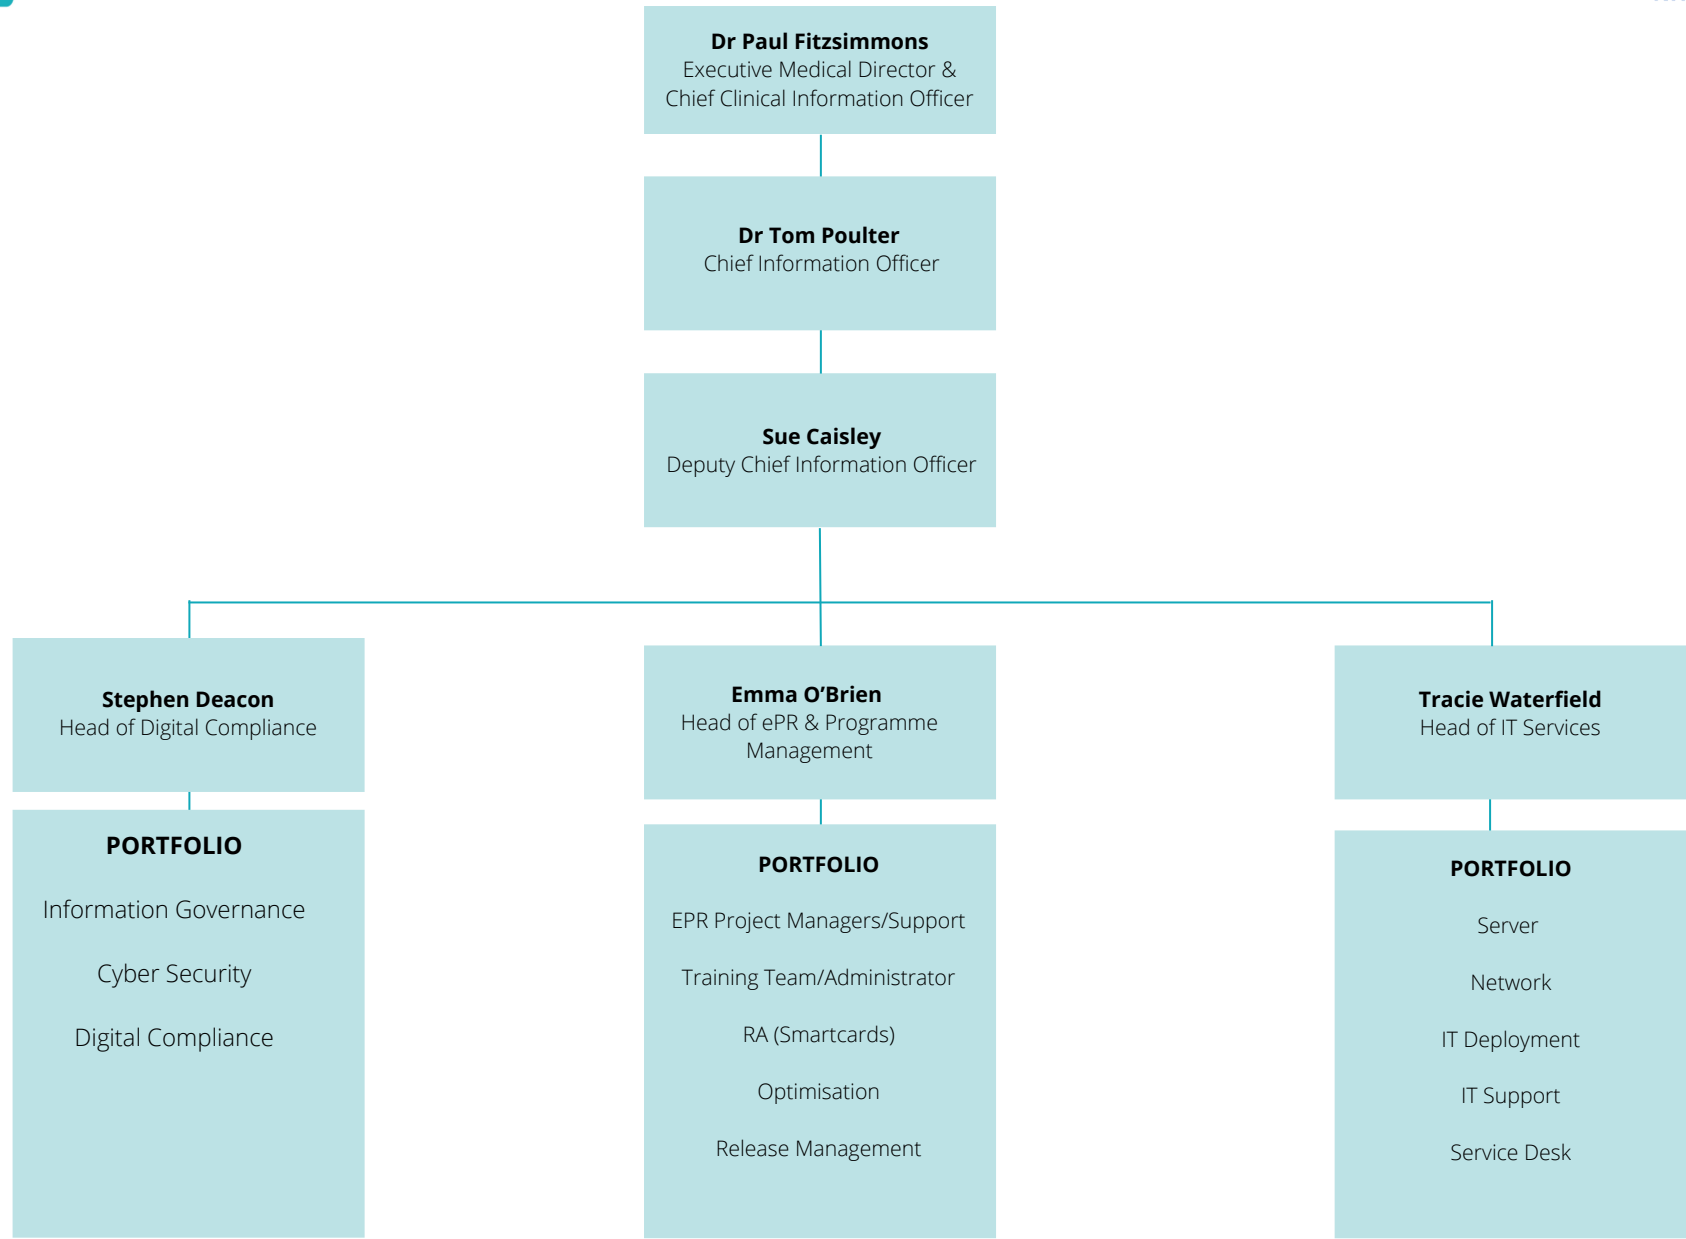 Dr Paul Fitzsimmons
Executive Medical Director &
Chief Clinical Information Officer
Dr Tom Poulter
Chief Information Officer
Sue Caisley
Deputy Chief Information Officer
Stephen Deacon
Head of Digital Compliance
PORTFOLIO
Information Governance
Cyber Security
Digital Compliance
Emma O’Brien
Head of ePR & Programme
Management
PORTFOLIO
EPR Project Managers/Support
Training Team/Administrator
RA (Smartcards)
Optimisation
Release Management
Tracie Waterfield
Head of IT Services
PORTFOLIO
Server
Network
IT Deployment
IT Support
Service Desk